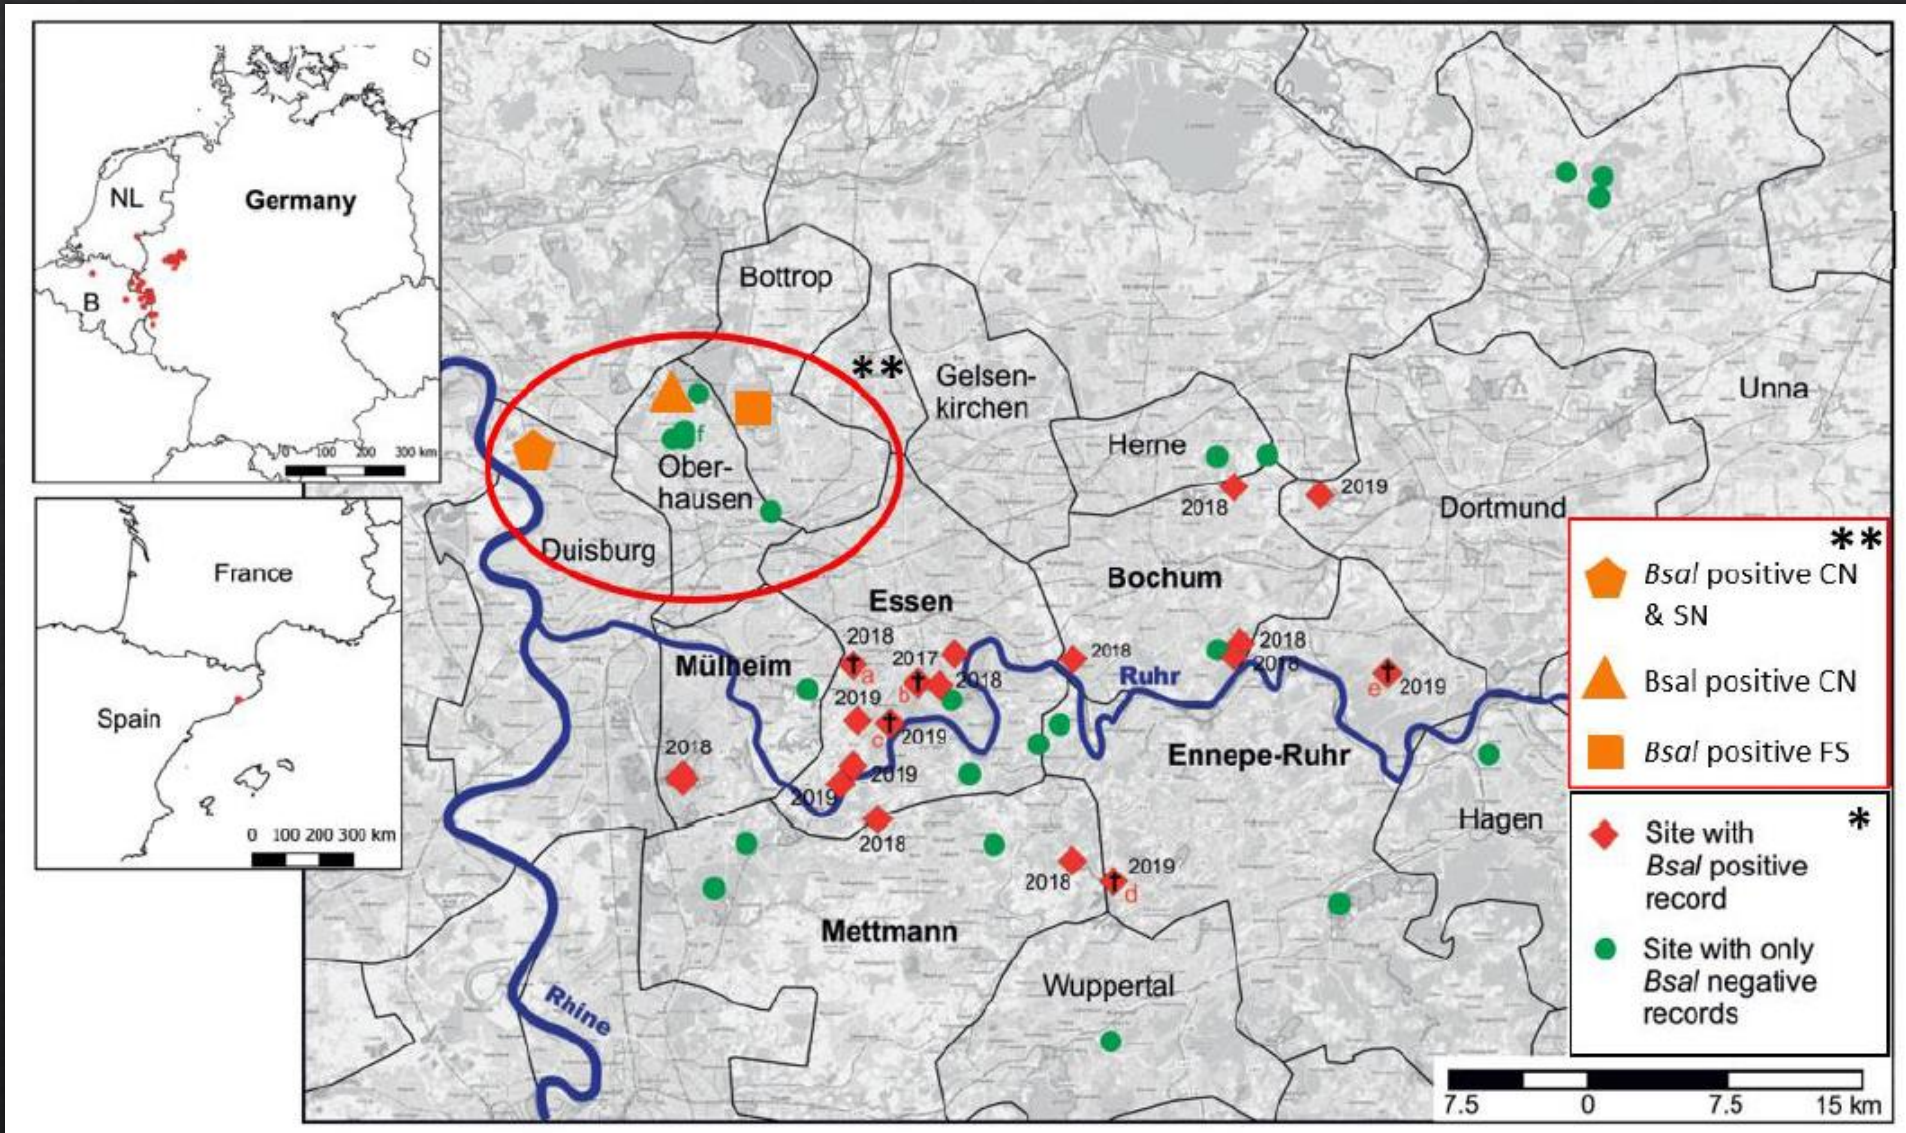 NL
Germany
B
0 100 200 300 km
France
Spain
0 100 200 300 km
Bottrop
**
Gelsen-
kirchen
Unna
f
Ober-
hausen
Herne
2018
2019
Dortmund
Duisburg
Essen
Bochum
2018
2017
2018
2018
2018
Mülheim
a
b
2018
Ruhr
e
2019
2019
c
2019
2018
2019
2019
Ennepe-Ruhr
2018
Hagen
2018
2019
d
Mettmann
Wuppertal
Rhine
**
Bsal positive CN
& SN
Bsal positive CN
Bsal positive FS
*
Site with
Bsal positive
record
Site with only
Bsal negative
records
7.5 0 7.5 15 km